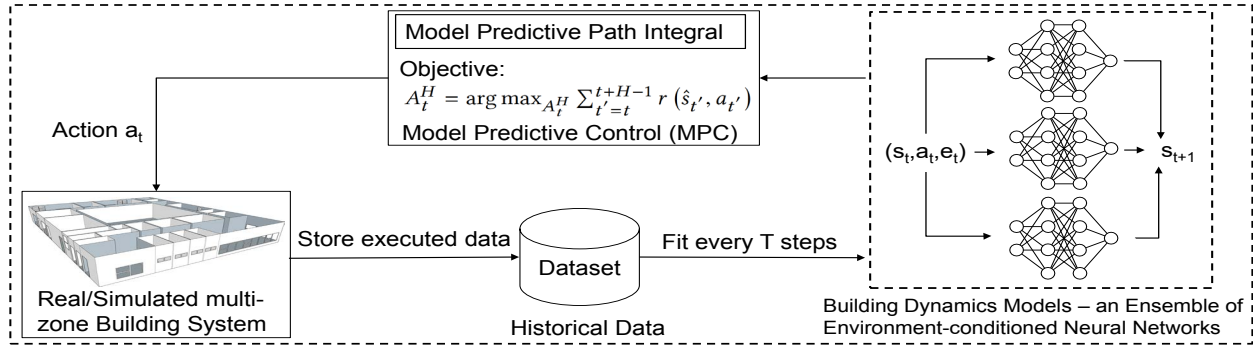 Model Predictive Path Integral
Objective:
A_t^H = arg max_{A_t^H} ∑_{t'=t}^{t+H-1} r (ŝ_{t'}, a_{t'})
Model Predictive Control (MPC)
Action a_t
(s_t,a_t,e_t)
s_{t+1}
Store executed data
Dataset
Fit every T steps
Real/Simulated multi-
zone Building System
Historical Data
Building Dynamics Models – an Ensemble of
Environment-conditioned Neural Networks